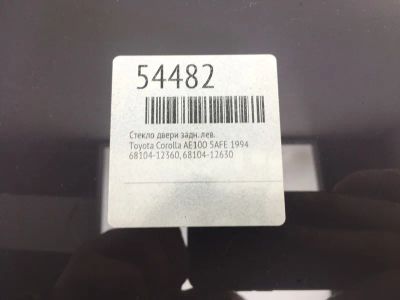 54482
Стекло двери задн. лев.
Toyota Corolla AE100 5AFE 1994
68104-12360, 68104-12630